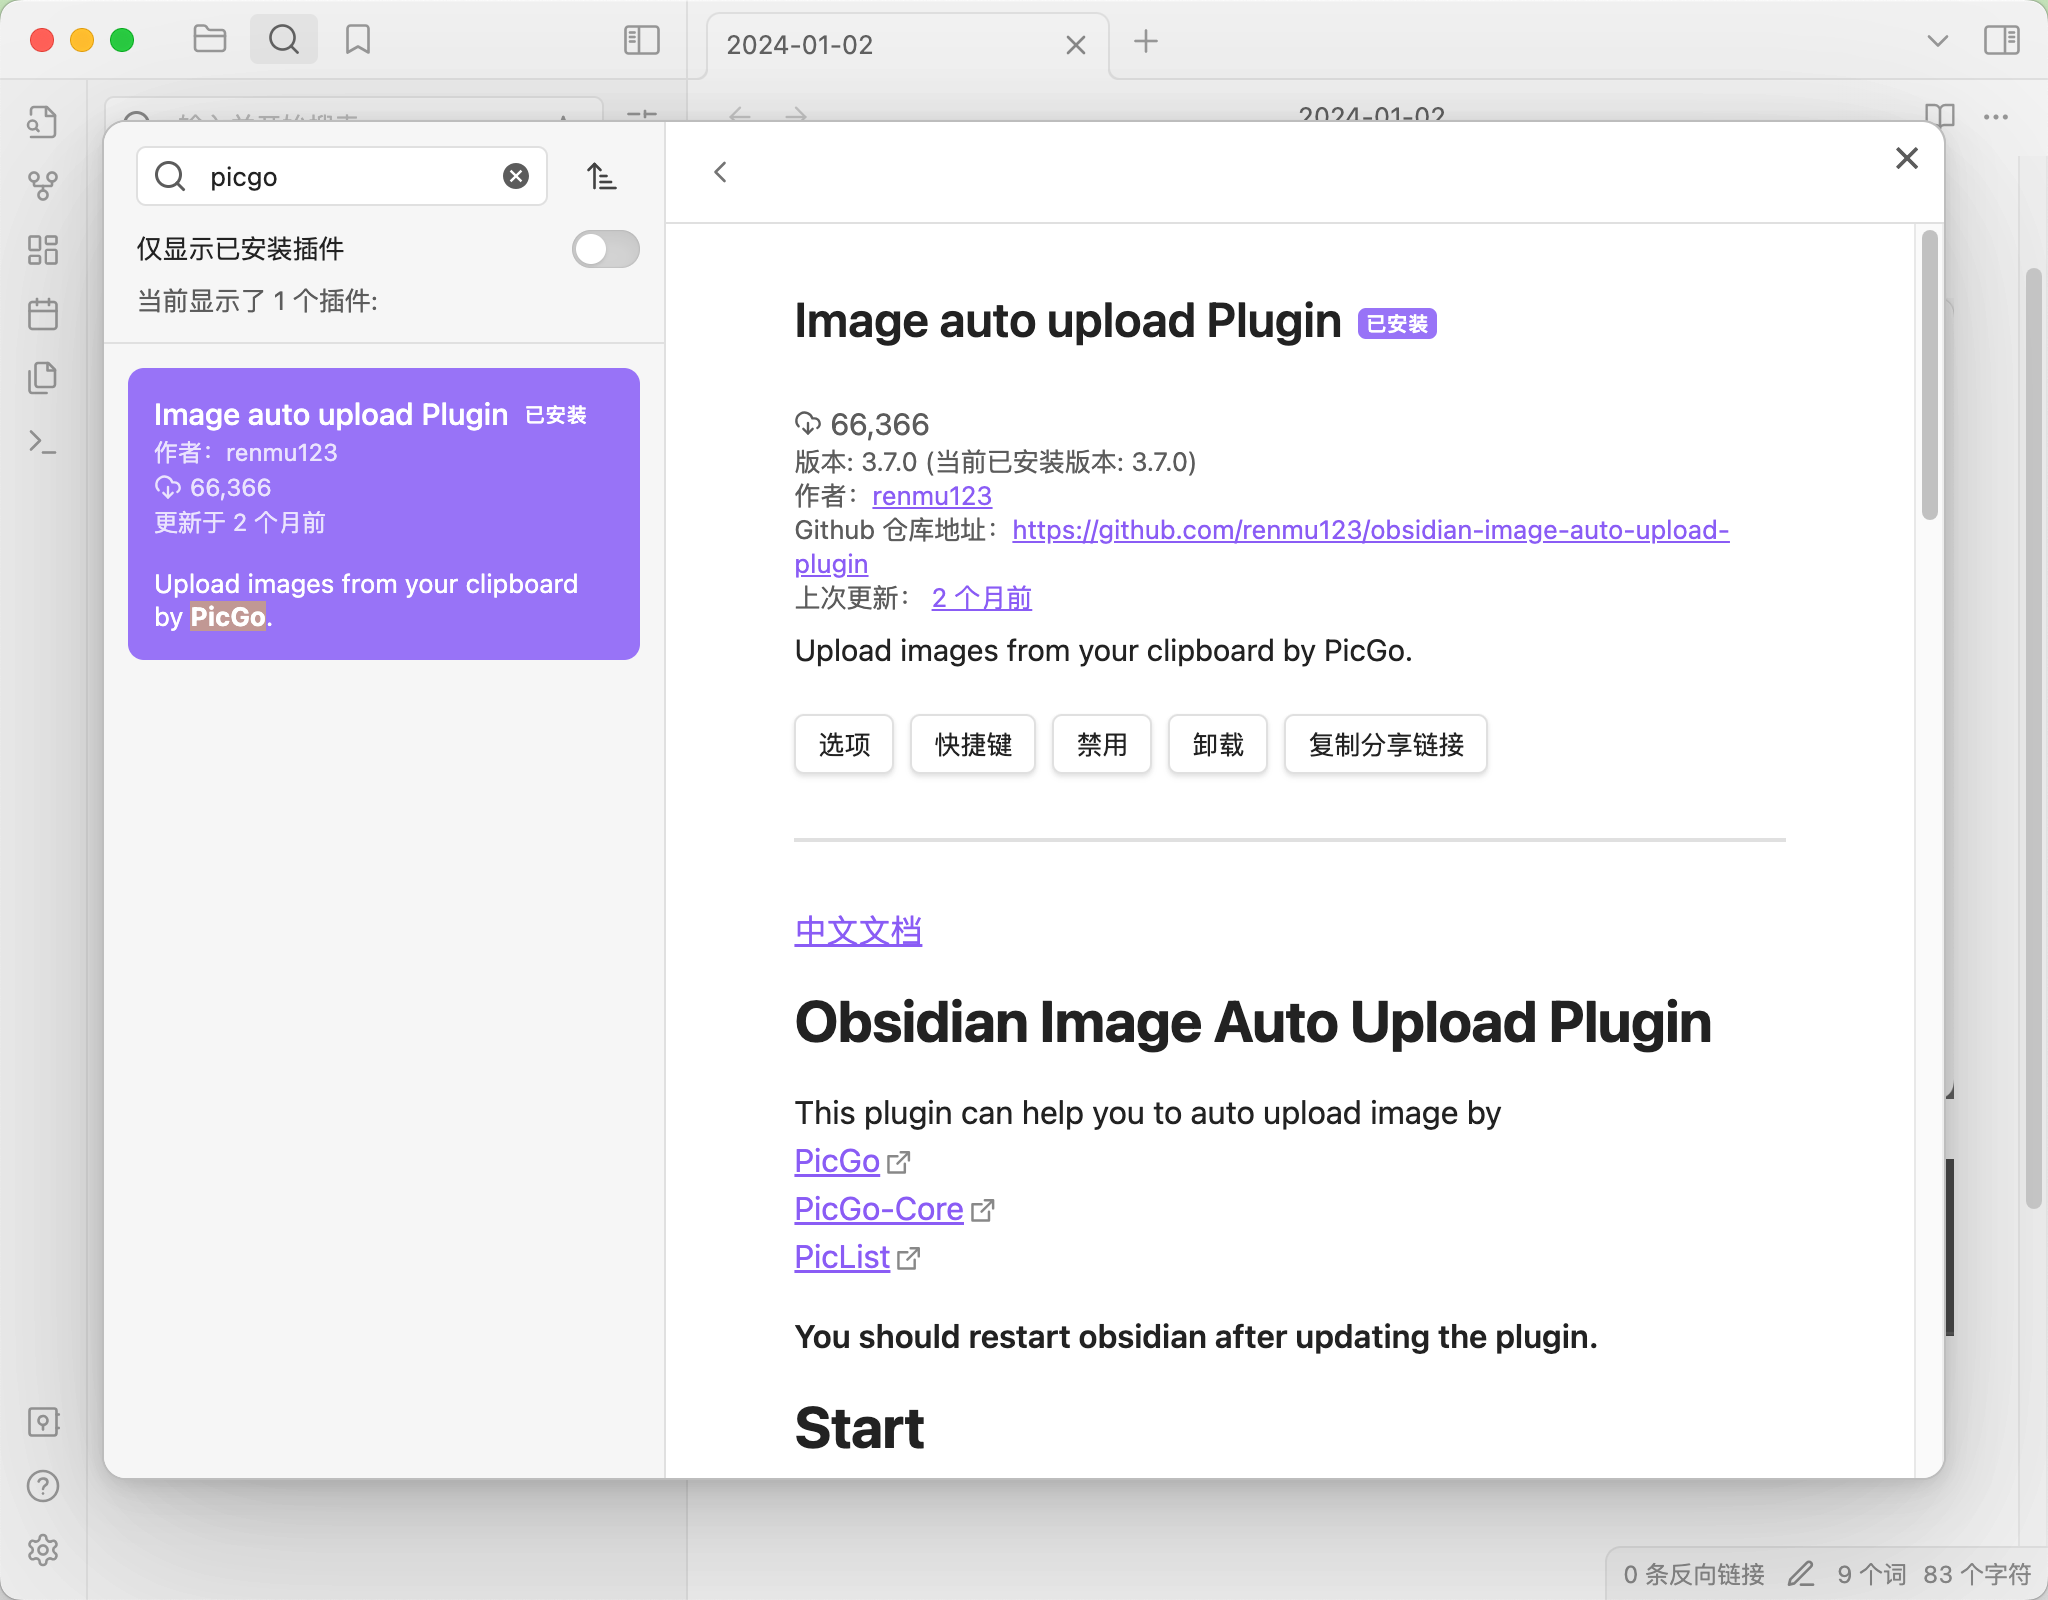 2024-01-02
2024-01-02
picgo
仅显示已安装插件
当前显示了 1 个插件:
Image auto upload Plugin 已安装
作者：renmu123
66,366
更新于 2 个月前
Upload images from your clipboard
by PicGo.
Image auto upload Plugin 已安装
66,366
版本: 3.7.0 (当前已安装版本: 3.7.0)
作者：renmu123
Github 仓库地址：https://github.com/renmu123/obsidian-image-auto-upload-
plugin
上次更新： 2 个月前
Upload images from your clipboard by PicGo.
选项 快捷键 禁用 卸载 复制分享链接
中文文档
Obsidian Image Auto Upload Plugin
This plugin can help you to auto upload image by
PicGo
PicGo-Core
PicList
You should restart obsidian after updating the plugin.
Start
0 条反向链接 9 个词 83 个字符